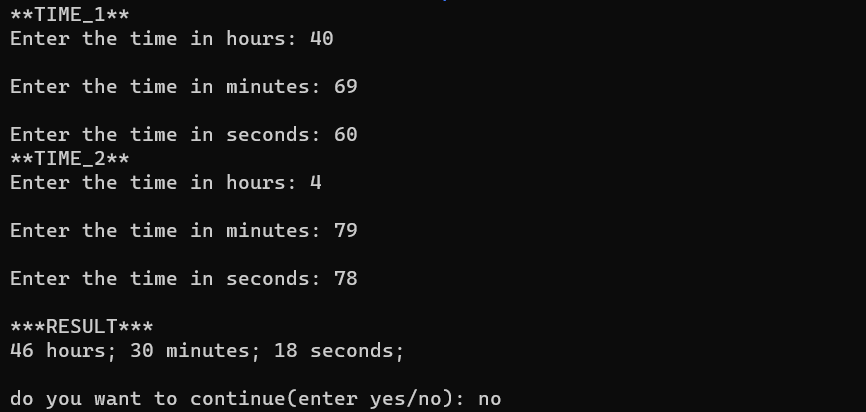 **TIME_1**
Enter the time in hours: 40
Enter the time in minutes: 69
Enter the time in seconds: 60
**TIME_2**
Enter the time in hours: 4
Enter the time in minutes: 79
Enter the time in seconds: 78
***RESULT***
46 hours; 30 minutes; 18 seconds;
do you want to continue(enter yes/no): no